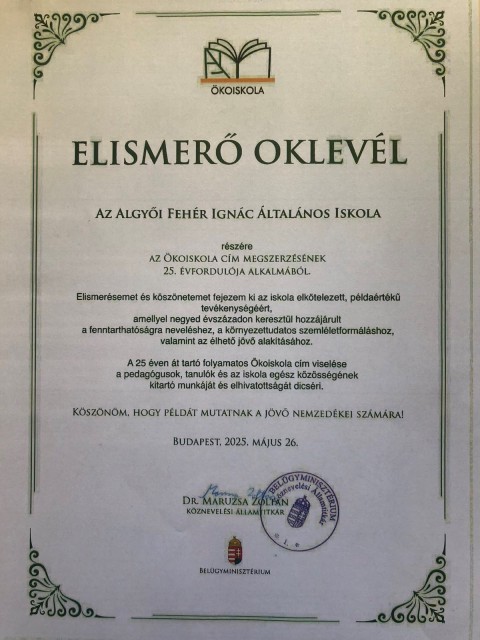 ÖKOISKOLA
ELISMERŐ OKLEVÉL
AZ ALGYŐI FEHÉR IGNÁC ÁLTALÁNOS ISKOLA
részére
AZ ÖKOISKOLA CÍM MEGSZERZÉSÉNEK
25. ÉVFORDULÓJA ALKALMÁBÓL.
Elismerésemet és köszönetemet fejezem ki az iskola elkötelezett, példaértékű
tevékenységéért,
amellyel negyed évszázadon keresztül hozzájárult
a fenntarthatóságra neveléshez, a környezettudatos szemléletformáláshoz,
valamint az élhető jövő alakításához.
A 25 éven át tartó folyamatos Ökoiskola cím viselése
a pedagógusok, tanulók és az iskola egész közösségének
kitartó munkáját és elhivatottságát dicséri.
KÖSZÖNÖM, HOGY PÉLDÁT MUTATNAK A JÖVŐ NEMZEDÉKEI SZÁMÁRA!
BUDAPEST, 2025. MÁJUS 26.
DR. MARUZSA ZOLTÁN
KÖZNEVELÉSI ÁLLAMTITKÁR
BELÜGYMINISZTÉRIUM
Köznevelési Államtitkár
1.
BELÜGYMINISZTÉRIUM